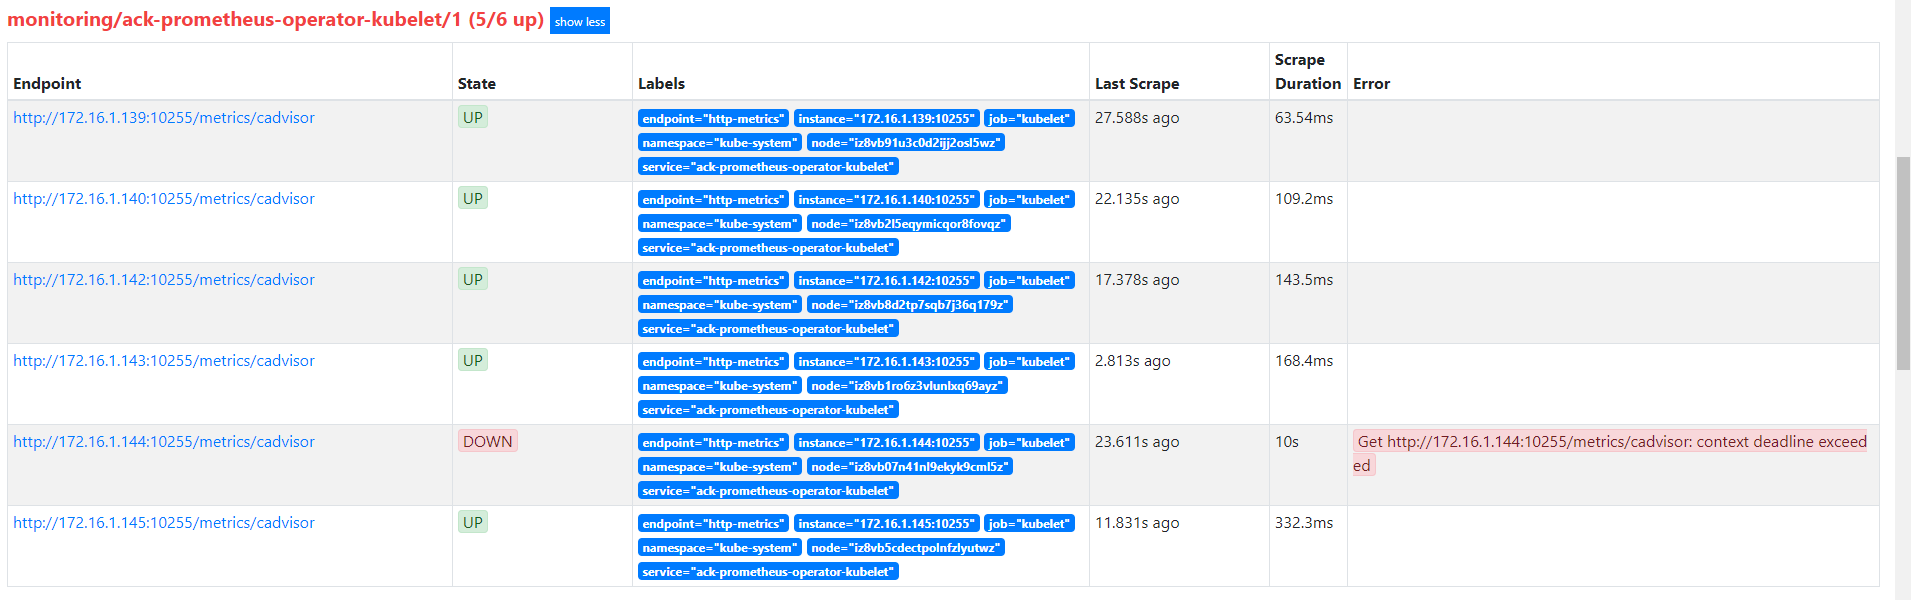 monitoring/ack-prometheus-operator-kubelet/1 (5/6 up) show less
Endpoint State Labels Last Scrape Scrape Duration Error
http://172.16.1.139:10255/metrics/cadvisor UP endpoint="http-metrics" instance="172.16.1.139:10255" job="kubelet" 27.588s ago 63.54ms
namespace="kube-system" node="iz8vb91u3c0d2ijj2osl5wz"
service="ack-prometheus-operator-kubelet"
http://172.16.1.140:10255/metrics/cadvisor UP endpoint="http-metrics" instance="172.16.1.140:10255" job="kubelet" 22.135s ago 109.2ms
namespace="kube-system" node="iz8vb2l5eqymicqor8fovqz"
service="ack-prometheus-operator-kubelet"
http://172.16.1.142:10255/metrics/cadvisor UP endpoint="http-metrics" instance="172.16.1.142:10255" job="kubelet" 17.378s ago 143.5ms
namespace="kube-system" node="iz8vb8d2tp7sqb7j36q179z"
service="ack-prometheus-operator-kubelet"
http://172.16.1.143:10255/metrics/cadvisor UP endpoint="http-metrics" instance="172.16.1.143:10255" job="kubelet" 2.813s ago 168.4ms
namespace="kube-system" node="iz8vb1ro6z3vlunlxq69ayz"
service="ack-prometheus-operator-kubelet"
http://172.16.1.144:10255/metrics/cadvisor DOWN endpoint="http-metrics" instance="172.16.1.144:10255" job="kubelet" 23.611s ago 10s Get http://172.16.1.144:10255/metrics/cadvisor: context deadline exceed
namespace="kube-system" node="iz8vb07n41nl9ekyk9cml5z" ed
service="ack-prometheus-operator-kubelet"
http://172.16.1.145:10255/metrics/cadvisor UP endpoint="http-metrics" instance="172.16.1.145:10255" job="kubelet" 11.831s ago 332.3ms
namespace="kube-system" node="iz8vb5cdectpolnfzlyutwz"
service="ack-prometheus-operator-kubelet"